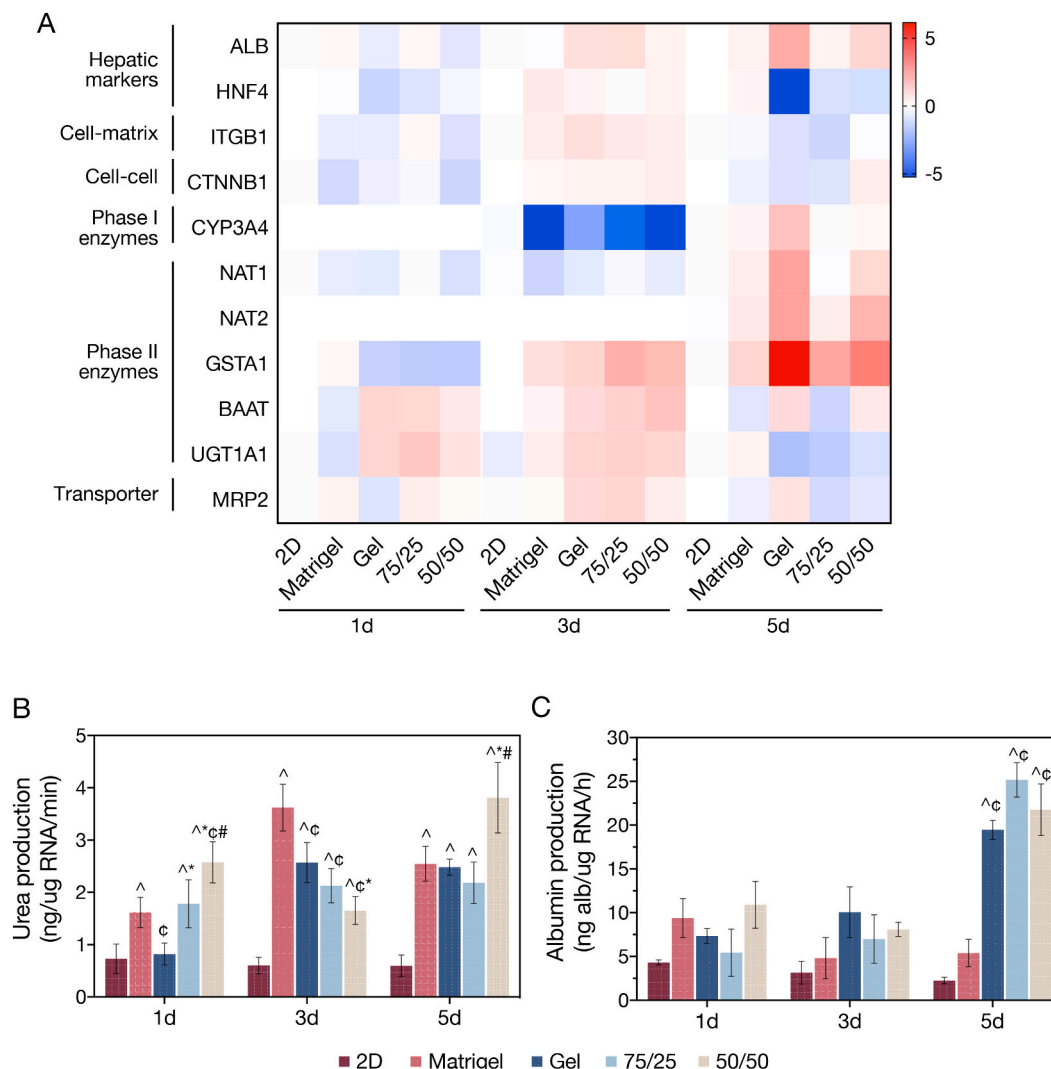 A
Hepatic
markers
Cell-matrix
Cell-cell
Phase I
enzymes
Phase II
enzymes
Transporter
ALB
HNF4
ITGB1
CTNNB1
CYP3A4
NAT1
NAT2
GSTA1
BAAT
UGT1A1
MRP2
5
0
-5
2D Matrigel Gel 75/25 50/50 2D Matrigel Gel 75/25 50/50 2D Matrigel Gel 75/25 50/50
1d 3d 5d
B
Urea production
(ng/ug RNA/min)
5
4
3
2
1
0
^ ¢ ^* ^*¢#
^ ^¢ ^¢ ^¢*
^ ^ ^ ^*#
1d 3d 5d
C
Albumin production
(ng alb/ug RNA/h)
30
25
20
15
10
5
0
^¢ ^¢ ^¢
1d 3d 5d
2D Matrigel Gel 75/25 50/50